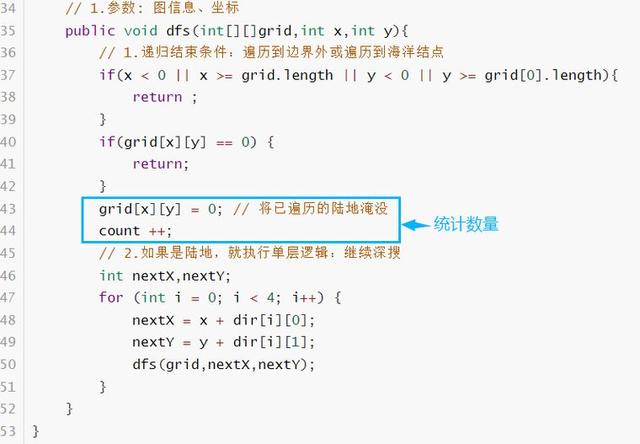 34 // 1.参数: 图信息、坐标
35 public void dfs(int[][]grid,int x,int y){
36 // 1.递归结束条件: 遍历到边界外或遍历到海洋结点
37 if(x < 0 || x >= grid.length || y < 0 || y >= grid[0].length){
38 return ;
39 }
40 if(grid[x][y] == 0) {
41 return;
42 }
43 grid[x][y] = 0; // 将已遍历的陆地淹没
44 count ++;
统计数量
45 // 2.如果是陆地，就执行单层逻辑: 继续深搜
46 int nextX,nextY;
47 for (int i = 0; i < 4; i++) {
48 nextX = x + dir[i][0];
49 nextY = y + dir[i][1];
50 dfs(grid,nextX,nextY);
51 }
52 }
53 }